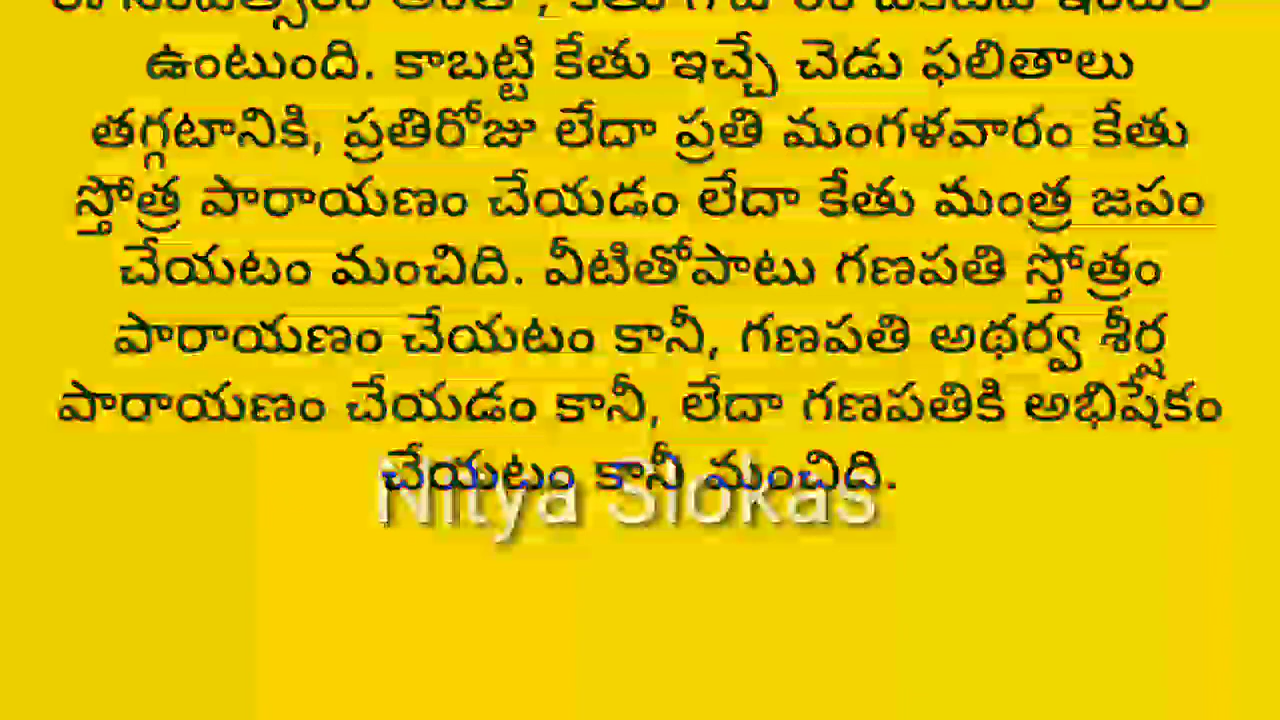 ఉంటుంది. కాబట్టి కేతు ఇచ్చే చెడు ఫలితాలు
తగ్గటానికి, ప్రతిరోజు లేదా ప్రతి మంగళవారం కేతు
స్తోత్ర పారాయణం చేయడం లేదా కేతు మంత్ర జపం
చేయటం మంచిది. వీటితోపాటు గణపతి స్తోత్రం
పారాయణం చేయటం కానీ, గణపతి అథర్వ శీర్ష
పారాయణం చేయడం కానీ, లేదా గణపతికి అభిషేకం
చేయటం కానీ మంచిది.
Nitya Slokas